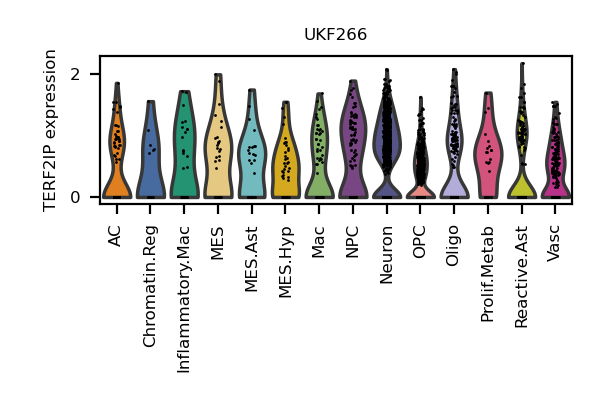 UKF266
TERF2IP expression
2
0
AC
Chromatin.Reg
Inflammatory.Mac
MES
MES.Ast
MES.Hyp
Mac
NPC
Neuron
OPC
Oligo
Prolif.Metab
Reactive.Ast
Vasc